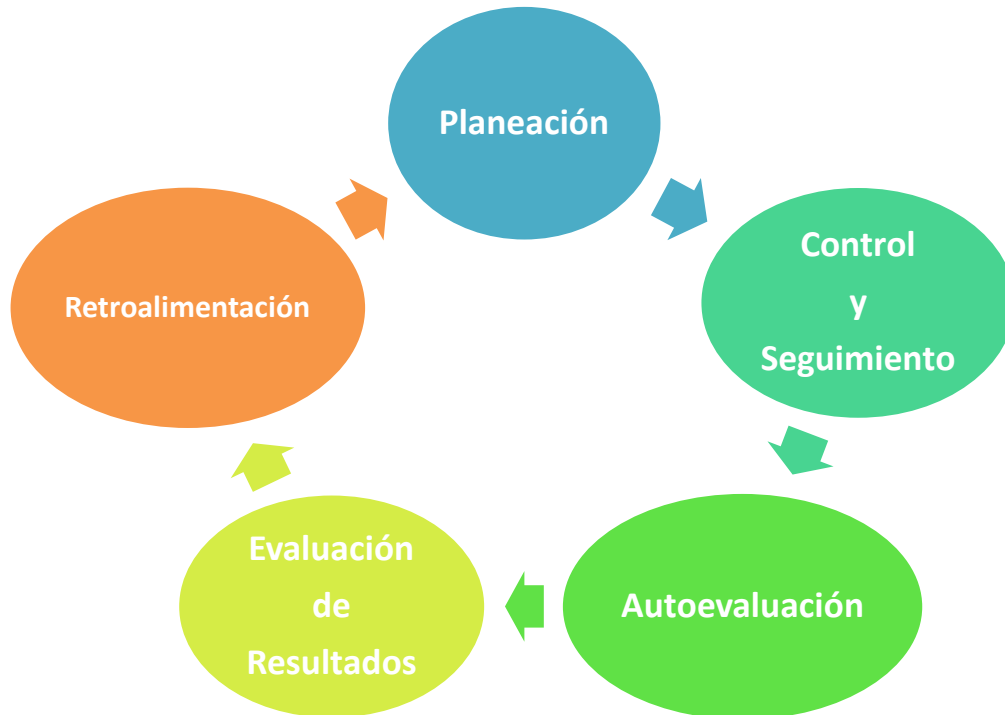 Planeación
Control
y
Seguimiento
Autoevaluación
Evaluación
de
Resultados
Retroalimentación